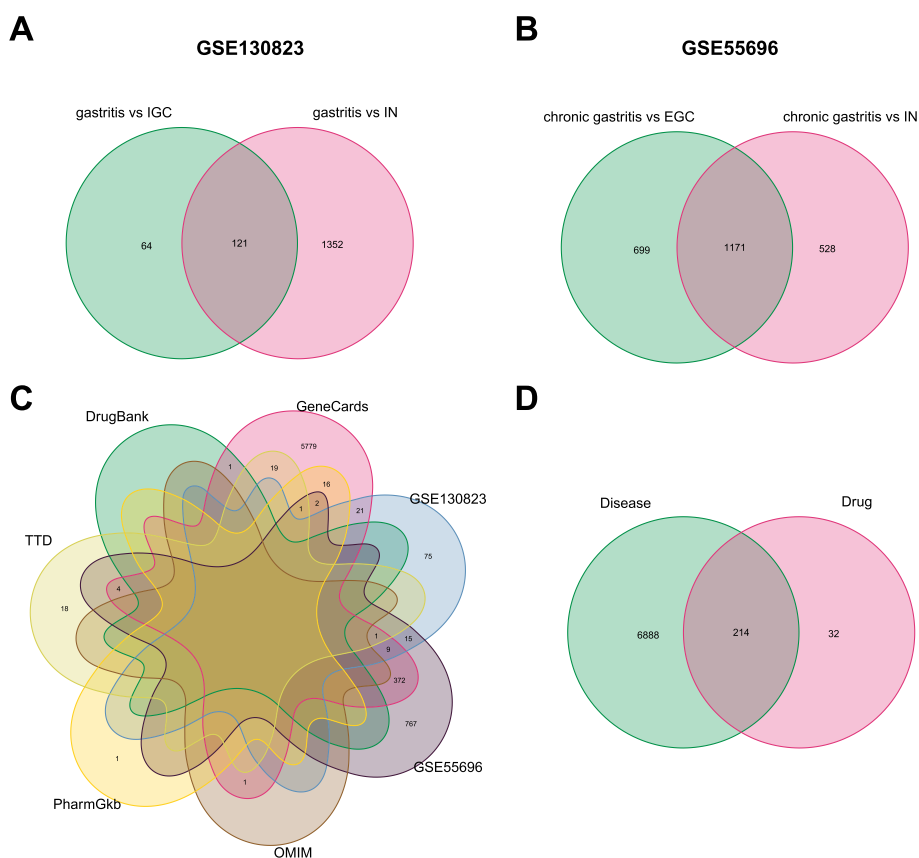 A
GSE130823
gastritis vs IGC
gastritis vs IN
64
121
1352
B
GSE55696
chronic gastritis vs EGC
chronic gastritis vs IN
699
1171
528
C
DrugBank
GeneCards
5779
1
19
16
1
2
21
GSE130823
75
TTD
18
4
1
15
9
372
767
GSE55696
1
PharmGkb
1
OMIM
D
Disease
Drug
6888
214
32